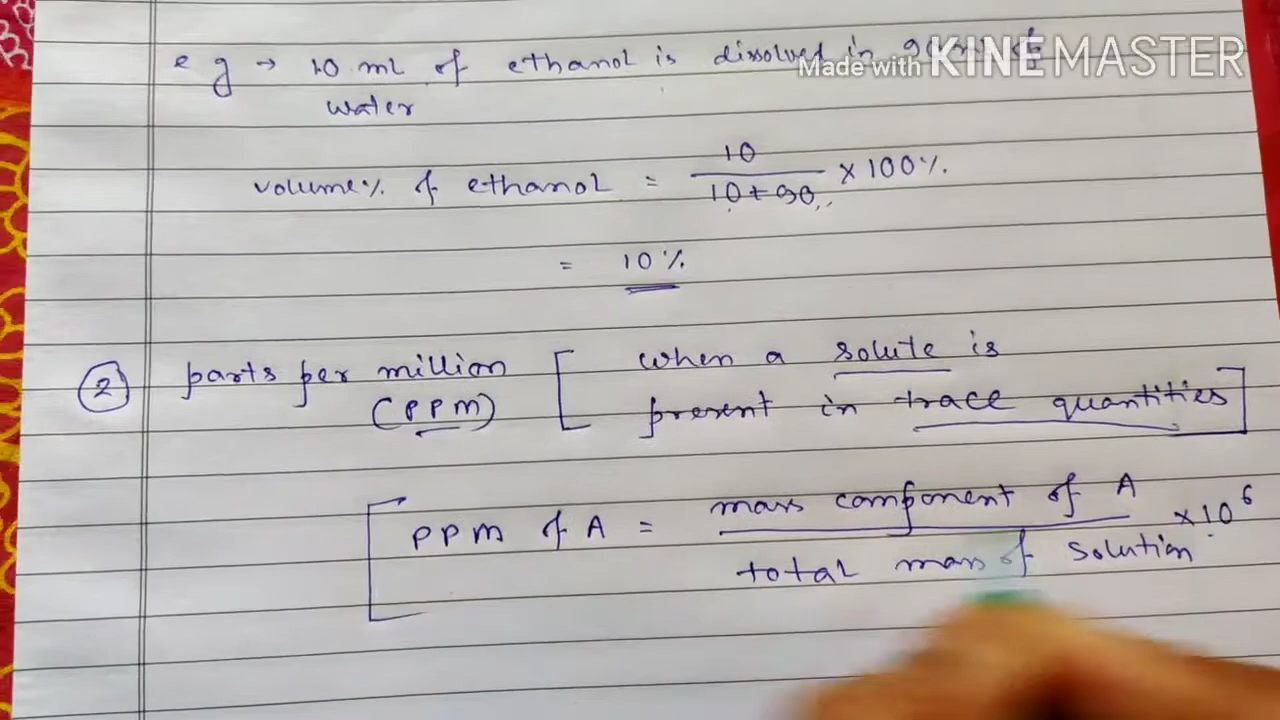 eg → 10 ml of ethanol is dissolved in
Made with KINEMASTER
water
volume % of ethanol = 10 / 10 + 90 × 100 %.
= 10 %
② parts per million [ when a solute is
(PPM) present in trace quantities ]
PPM of A = mass component of A / total mass of solution × 10⁶